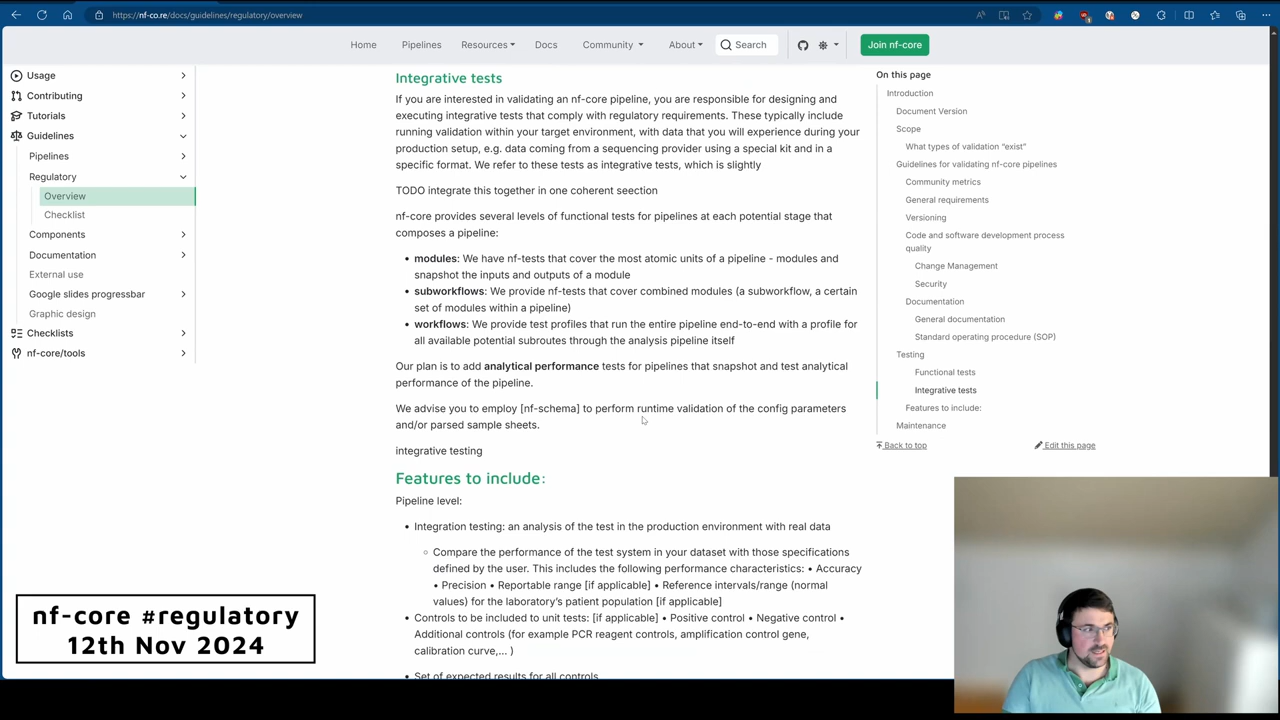 https://nf-co.re/docs/guidelines/regulatory/overview
Home
Pipelines
Resources
Docs
Community
About
Search
Join nf-core
Usage
Contributing
Tutorials
Guidelines
Pipelines
Regulatory
Overview
Checklist
Components
Documentation
External use
Google slides progressbar
Graphic design
Checklists
nf-core/tools
Integrative tests
If you are interested in validating an nf-core pipeline, you are responsible for designing and
executing integrative tests that comply with regulatory requirements. These typically include
running validation within your target environment, with data that you will experience during your
production setup, e.g. data coming from a sequencing provider using a special kit and in a
specific format. We refer to these tests as integrative tests, which is slightly
TODO integrate this together in one coherent seection
nf-core provides several levels of functional tests for pipelines at each potential stage that
composes a pipeline:
• modules: We have nf-tests that cover the most atomic units of a pipeline - modules and
snapshot the inputs and outputs of a module
• subworkflows: We provide nf-tests that cover combined modules (a subworkflow, a certain
set of modules within a pipeline)
• workflows: We provide test profiles that run the entire pipeline end-to-end with a profile for
all available potential subroutes through the analysis pipeline itself
Our plan is to add analytical performance tests for pipelines that snapshot and test analytical
performance of the pipeline.
We advise you to employ [nf-schema] to perform runtime validation of the config parameters
and/or parsed sample sheets.
integrative testing
Features to include:
Pipeline level:
• Integration testing: an analysis of the test in the production environment with real data
Compare the performance of the test system in your dataset with those specifications
defined by the user. This includes the following performance characteristics: • Accuracy
• Precision • Reportable range [if applicable] • Reference intervals/range (normal
values) for the laboratory's patient population [if applicable]
• Controls to be included to unit tests: [if applicable] • Positive control • Negative control •
Additional controls (for example PCR reagent controls, amplification control gene,
calibration curve,... )
• Set of expected results for all controls
On this page
Introduction
Document Version
Scope
What types of validation “exist”
Guidelines for validating nf-core pipelines
Community metrics
General requirements
Versioning
Code and software development process
quality
Change Management
Security
Documentation
General documentation
Standard operating procedure (SOP)
Testing
Functional tests
Integrative tests
Features to include:
Maintenance
Back to top
Edit this page
nf-core #regulatory
12th Nov 2024